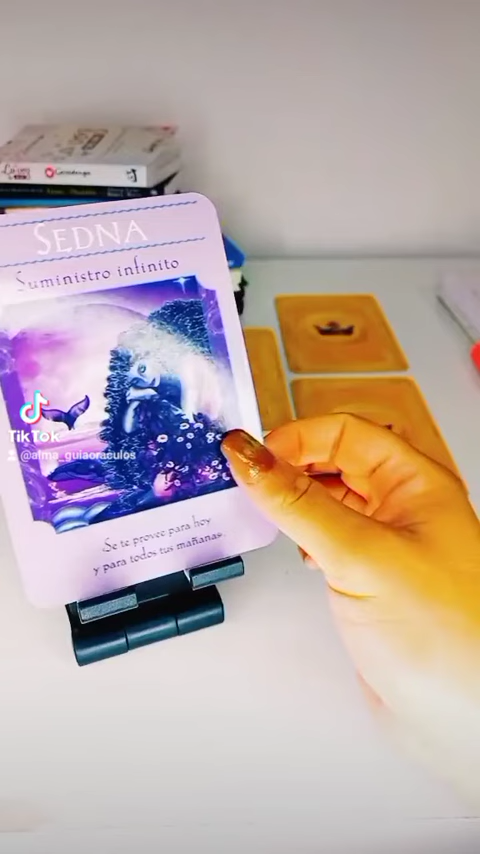 SEDNA
Suministro infinito
TikTok
@alma_guiaoraculos
Se te provee para hoy
y para todos tus mañanas.